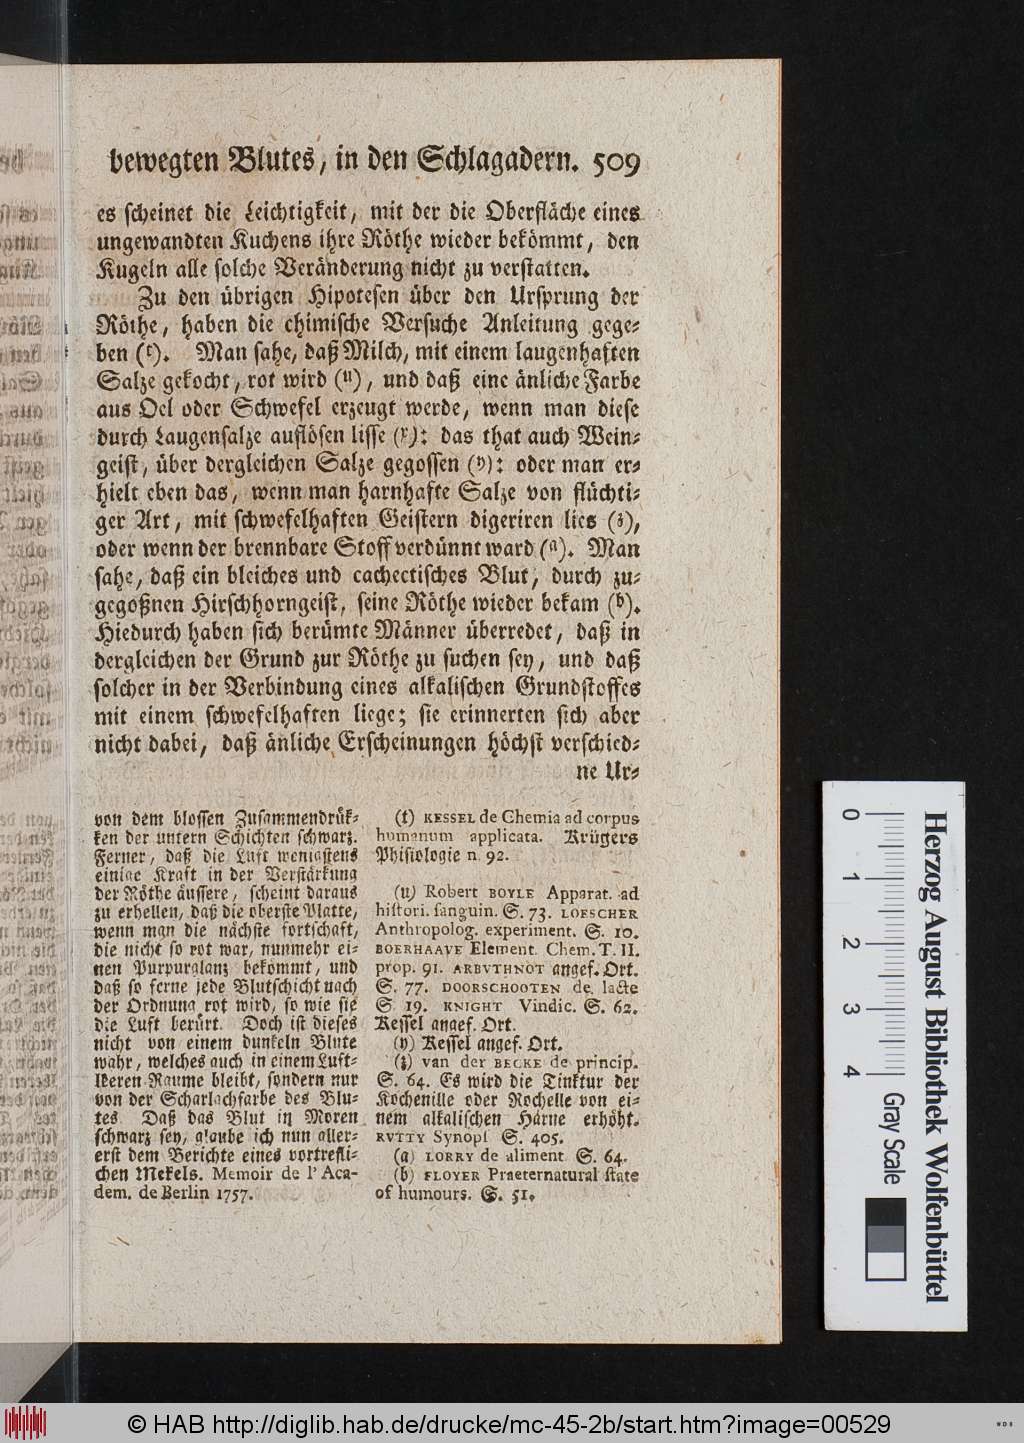 bewegten Blutes, in den Schlagadern. 509
es scheinet die Leichtigkeit, mit der die Oberfläche eines
ungewandten Kuchens ihre Röthe wieder bekömmt, den
Kugeln alle solche Veränderung nicht zu verstatten.
Zu den übrigen Hipotesen über den Ursprung der
Röthe, haben die chimische Versuche Anleitung gege-
ben (t). Man sahe, daß Milch, mit einem laugenhaften
Salze gekocht, rot wird (u), und daß eine änliche Farbe
aus Oel oder Schwefel erzeugt werde, wenn man diese
durch Laugensalze auflösen lisse (x): das that auch Wein-
geist, über dergleichen Salze gegossen (y): oder man er-
hielt eben das, wenn man harnhafte Salze von flüchti-
ger Art, mit schwefelhaften Geistern digeriren lies (z),
oder wenn der brennbare Stoff verdünnt ward (a). Man
sahe, daß ein bleiches und cachectisches Blut, durch zu-
gegoßnen Hirschhorngeist, seine Röthe wieder bekam (b).
Hiedurch haben sich berümte Männer überredet, daß in
dergleichen der Grund zur Röthe zu suchen sey, und daß
solcher in der Verbindung eines alkalischen Grundstoffes
mit einem schwefelhaften liege; sie erinnerten sich aber
nicht dabei, daß änliche Erscheinungen höchst verschied-
ne Ur-
von dem blossen Zusammendrük-
ken der untern Schichten schwarz.
Ferner, daß die Luft wenigstens
einige Kraft in der Verstärkung
der Röthe äussere, scheint daraus
zu erhellen, daß die oberste Platte,
wenn man die nächste fortschaft,
die nicht so rot war, nunmehr ei-
nen Purpurglanz bekömmt, und
daß so ferne jede Blutschicht nach
der Ordnung rot wird, so wie sie
die Luft berürt. Doch ist dieses
nicht von einem dunkeln Blute
wahr, welches auch in einem Luft-
leeren Raume bleibt, sondern nur
von der Scharlachfarbe des Blu-
tes. Daß das Blut in Moren
schwarz sey, glaube ich nun aller-
erst dem Berichte eines vortrefli-
chen Mekels. Memoir de l' Aca-
dem. de Berlin 1757.
(t) KESSEL de Chemia ad corpus
humanum applicata. Krügers
Phisiologie n. 92.
(u) Robert BOYLE Apparat. ad
histori. sanguin. S. 73. LOESCHER
Anthropolog. experiment. S. 10.
BOERHAAVE Element. Chem. T. II.
prop. 91. ARBVTHNOT angef. Ort.
S. 77. DOORSCHOOTEN de lacte
S. 19. KNIGHT Vindic. S. 62.
Kessel angef. Ort.
(y) Kessel angef. Ort.
(z) van der BECKE de princip.
S. 64. Es wird die Tinktur der
Kochenille oder Rochelle von ei-
nem alkalischen Harne erhöht.
RVTTY Synopf S. 405.
(a) LORRY de aliment S. 64.
(b) FLOYER Praeternatural state
of humours. S. 51.
0 1 2 3 4
Gray Scale
Herzog August Bibliothek Wolfenbüttel
© HAB http://diglib.hab.de/drucke/mc-45-2b/start.htm?image=00529